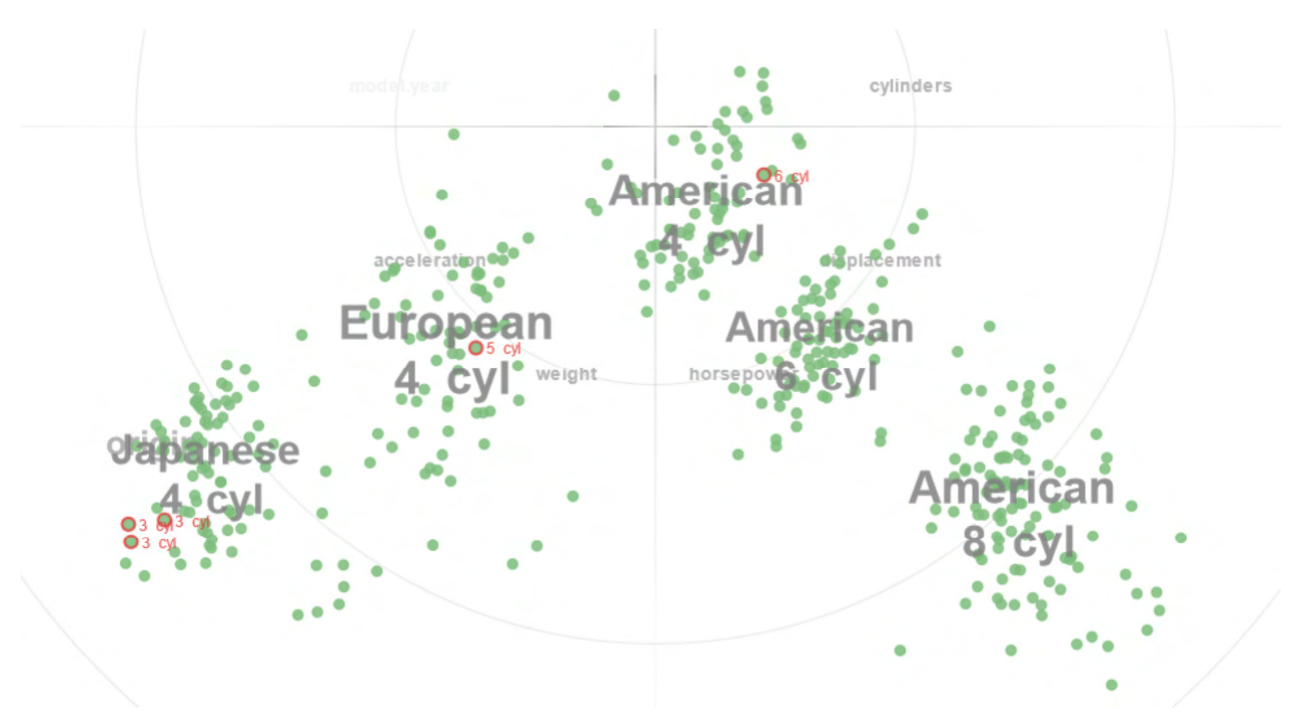 model.year
cylinders
6 cyl
American
4 cyl
acceleration
displacement
European
4 cyl
5 cyl
American
6 cyl
weight
horsepower
origin
Japanese
4 cyl
American
8 cyl
3 cyl
3 cyl
3 cyl